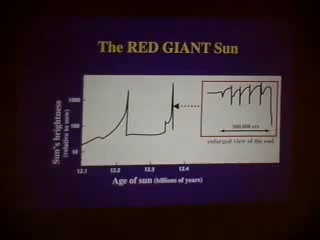 The RED GIANT Sun
Sun's brightness
(relative to now)
1000
100
10
yrs
enlarged view of the end
12.1
12.2
12.3
12.4
Age of sun (billions of years)